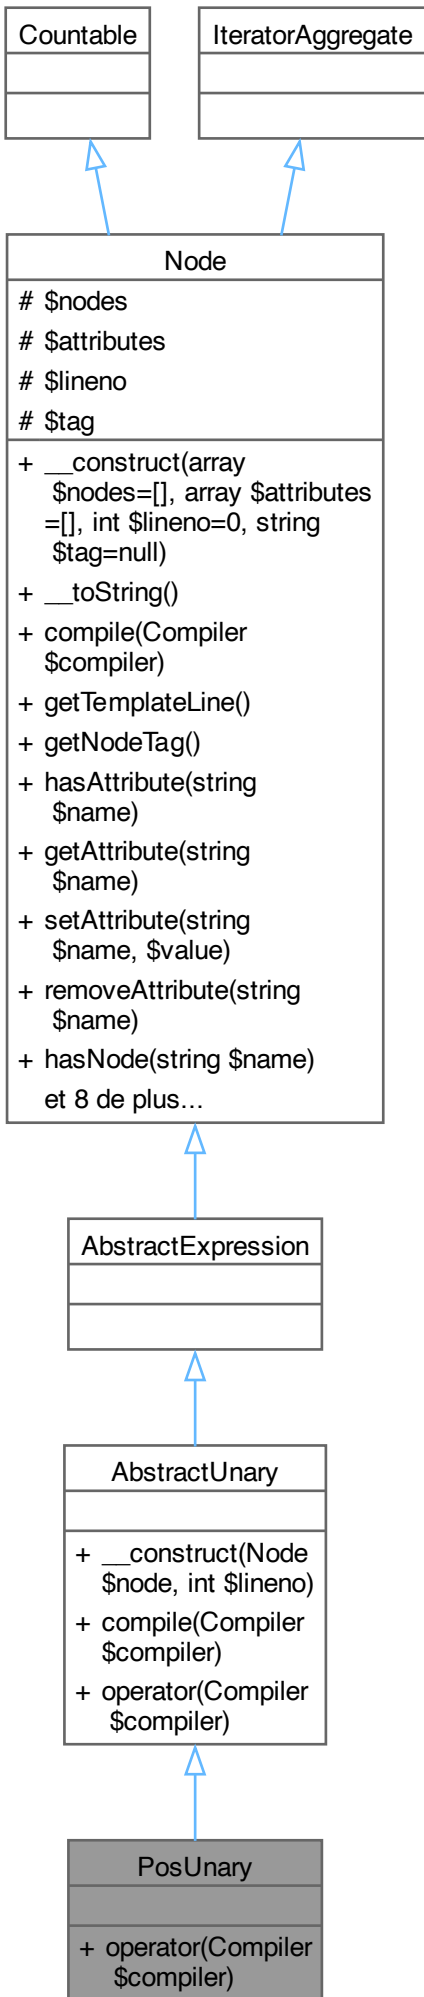 Countable
IteratorAggregate
Node
# $nodes
# $attributes
# $lineno
# $tag
+ __construct(array
$nodes=[], array $attributes
=[], int $lineno=0, string
$tag=null)
+ __toString()
+ compile(Compiler
$compiler)
+ getTemplateLine()
+ getNodeTag()
+ hasAttribute(string
$name)
+ getAttribute(string
$name)
+ setAttribute(string
$name, $value)
+ removeAttribute(string
$name)
+ hasNode(string $name)
et 8 de plus...
AbstractExpression
AbstractUnary
+ __construct(Node
$node, int $lineno)
+ compile(Compiler
$compiler)
+ operator(Compiler
$compiler)
PosUnary
+ operator(Compiler
$compiler)